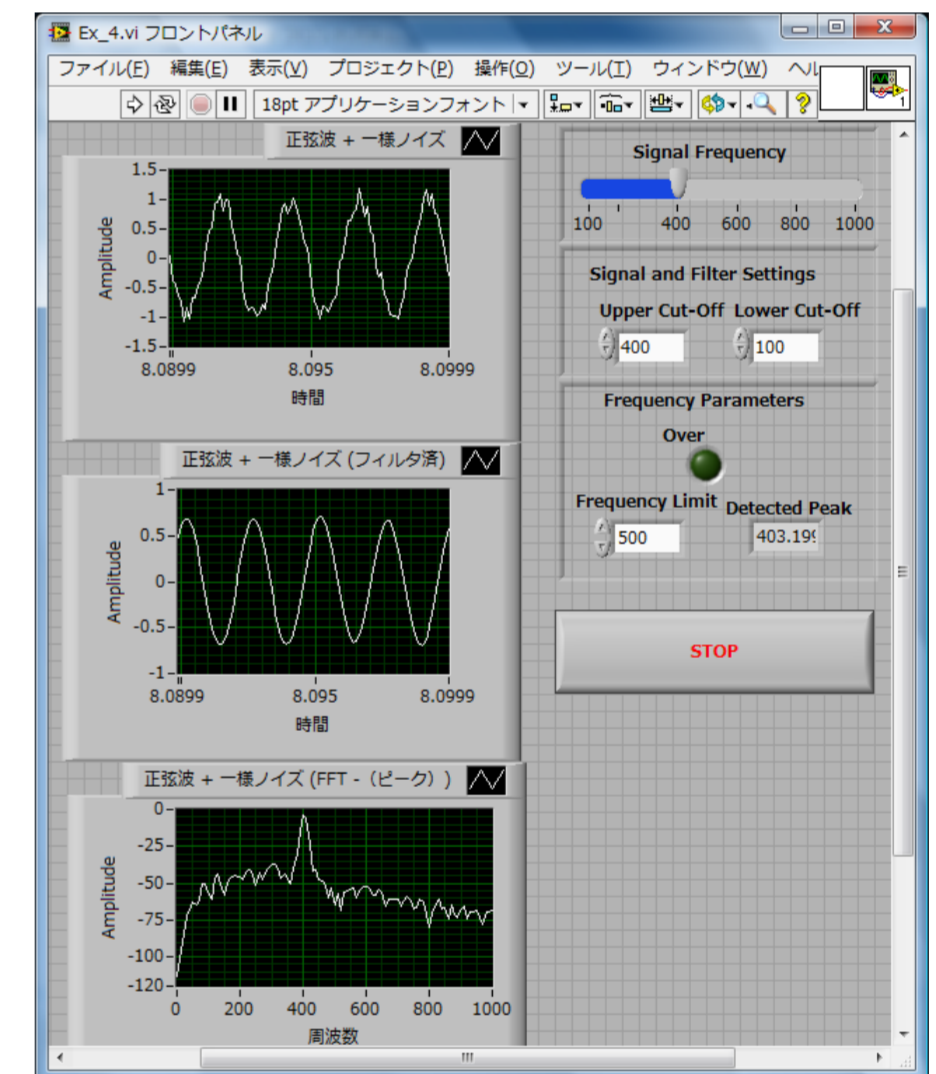 Ex_4.vi フロントパネル
ファイル(F) 編集(E) 表示(V) プロジェクト(P) 操作(O) ツール(T) ウィンドウ(W) ヘル
18pt アプリケーションフォント
1
正弦波 + 一様ノイズ
Amplitude
1.5
1
0.5
0
-0.5
-1
-1.5
8.0899 8.095 8.0999
時間
Signal Frequency
100 400 600 800 1000
Signal and Filter Settings
Upper Cut-Off Lower Cut-Off
400 100
Frequency Parameters
Over
Frequency Limit Detected Peak
500 403.199
STOP
正弦波 + 一様ノイズ (フィルタ済)
Amplitude
1
0.5
0
-0.5
-1
8.0899 8.095 8.0999
時間
正弦波 + 一様ノイズ (FFT - （ピーク）)
Amplitude
0
-25
-50
-75
-100
-120
0 200 400 600 800 1000
周波数